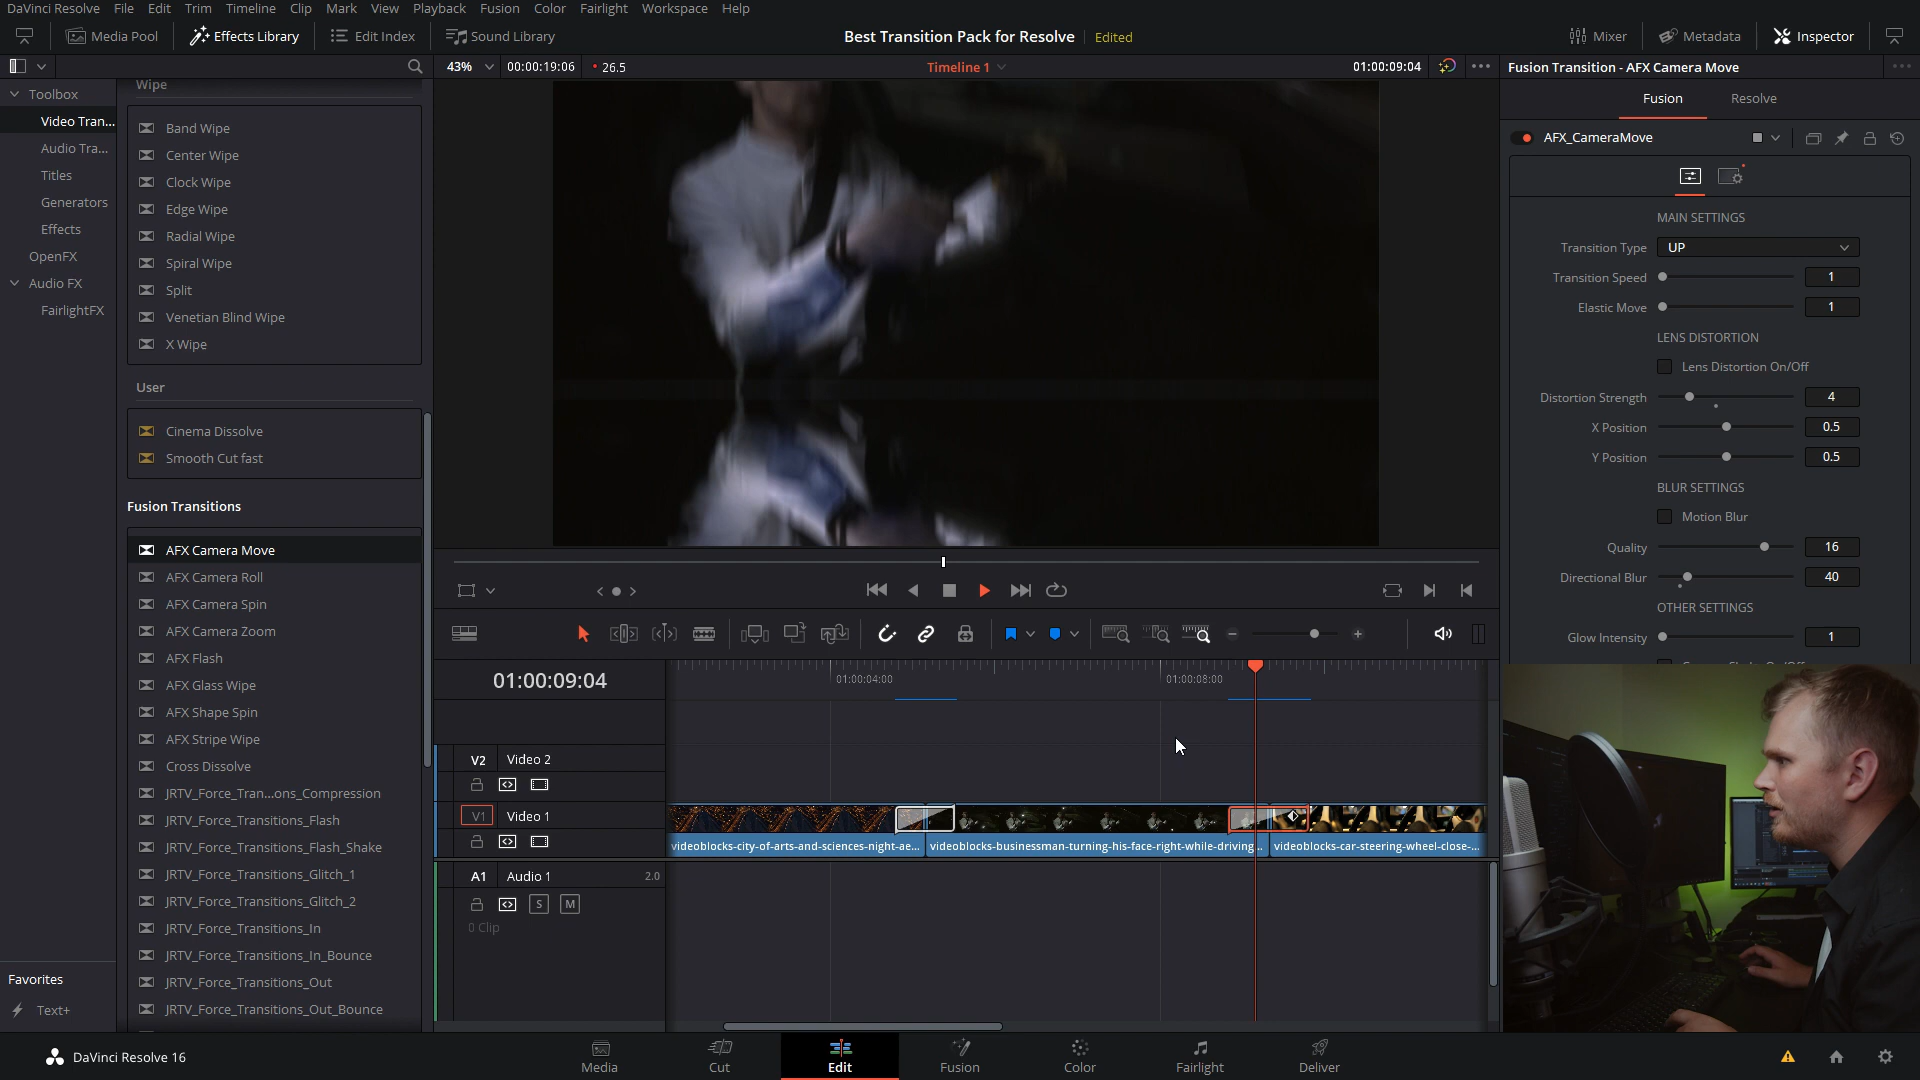 DaVinci Resolve File Edit Trim Timeline Clip Mark View Playback Fusion Color Fairlight Workspace Help
Media Pool Effects Library Edit Index Sound Library Best Transition Pack for Resolve Edited Mixer Metadata Inspector
43% 00:00:19:06 26.5 Timeline 1 01:00:09:04 Fusion Transition - AFX Camera Move
Toolbox
Video Tran...
Audio Tra...
Titles
Generators
Effects
OpenFX
Audio FX
FairlightFX
Favorites
Text+
Wipe
Band Wipe
Center Wipe
Clock Wipe
Edge Wipe
Radial Wipe
Spiral Wipe
Split
Venetian Blind Wipe
X Wipe
User
Cinema Dissolve
Smooth Cut fast
Fusion Transitions
AFX Camera Move
AFX Camera Roll
AFX Camera Spin
AFX Camera Zoom
AFX Flash
AFX Glass Wipe
AFX Shape Spin
AFX Stripe Wipe
Cross Dissolve
JRTV_Force_Tran...ons_Compression
JRTV_Force_Transitions_Flash
JRTV_Force_Transitions_Flash_Shake
JRTV_Force_Transitions_Glitch_1
JRTV_Force_Transitions_Glitch_2
JRTV_Force_Transitions_In
JRTV_Force_Transitions_In_Bounce
JRTV_Force_Transitions_Out
JRTV_Force_Transitions_Out_Bounce
Fusion Resolve
AFX_CameraMove
MAIN SETTINGS
Transition Type UP
Transition Speed 1
Elastic Move 1
LENS DISTORTION
Lens Distortion On/Off
Distortion Strength 4
X Position 0.5
Y Position 0.5
BLUR SETTINGS
Motion Blur
Quality 16
Directional Blur 40
OTHER SETTINGS
Glow Intensity 1
01:00:09:04 01:00:04:00 01:00:08:00
V2 Video 2
V1 Video 1
videoblocks-city-of-arts-and-sciences-night-ae... videoblocks-businessman-turning-his-face-right-while-driving... videoblocks-car-steering-wheel-close-...
A1 Audio 1 2.0
S M
0 Clip
DaVinci Resolve 16 Media Cut Edit Fusion Color Fairlight Deliver